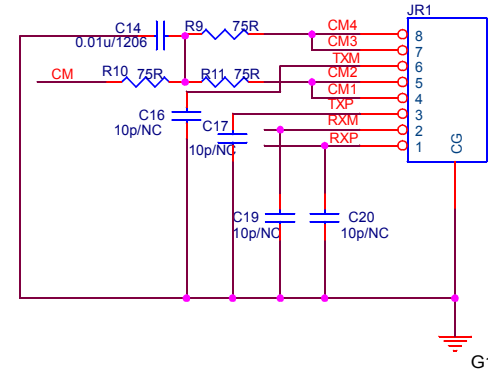 JR1
C14
R9
75R
CM4
8
0.01u/1206
CM3
7
TXM
6
CM
R10
75R
R11
75R
CM2
5
CM1
4
TXP
C16
10p/NC
C17
10p/NC
3
RXM
2
RXP
1
CG
C19
10p/NC
C20
10p/NC